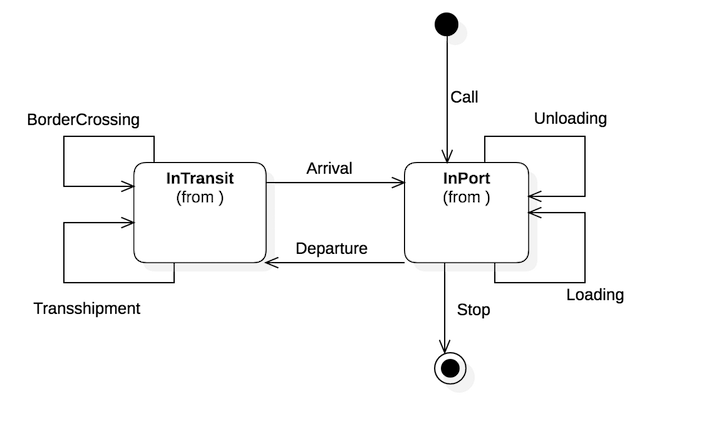 Call
BorderCrossing
Unloading
InTransit
(from )
Arrival
InPort
(from )
Departure
Transshipment
Stop
Loading